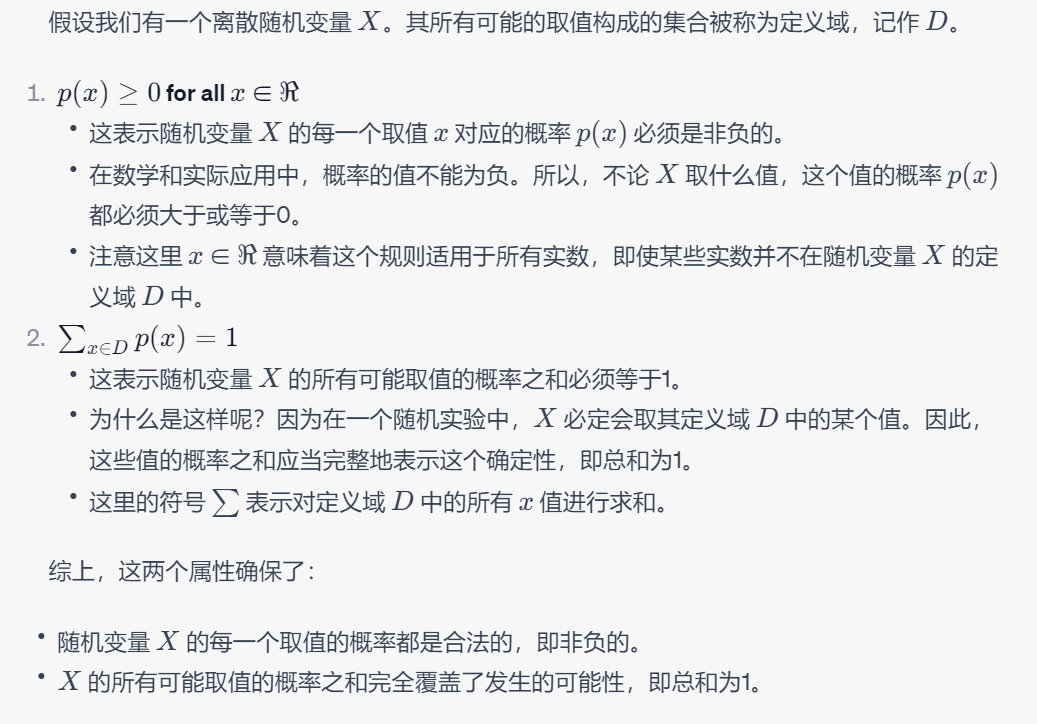 假设我们有一个离散随机变量 X。其所有可能的取值构成的集合被称为定义域，记作 D。
1. p(x) ≥ 0 for all x ∈ ℜ
• 这表示随机变量 X 的每一个取值 x 对应的概率 p(x) 必须是非负的。
• 在数学和实际应用中，概率的值不能为负。所以，不论 X 取什么值，这个值的概率 p(x)
都必须大于或等于0。
• 注意这里 x ∈ ℜ 意味着这个规则适用于所有实数，即使某些实数并不在随机变量 X 的定
义域 D 中。
2. ∑x∈D p(x) = 1
• 这表示随机变量 X 的所有可能取值的概率之和必须等于1。
• 为什么是这样呢？因为在一个随机实验中，X 必定会取其定义域 D 中的某个值。因此，
这些值的概率之和应当完整地表示这个确定性，即总和为1。
• 这里的符号 ∑ 表示对定义域 D 中的所有 x 值进行求和。
综上，这两个属性确保了：
• 随机变量 X 的每一个取值的概率都是合法的，即非负的。
• X 的所有可能取值的概率之和完全覆盖了发生的可能性，即总和为1。